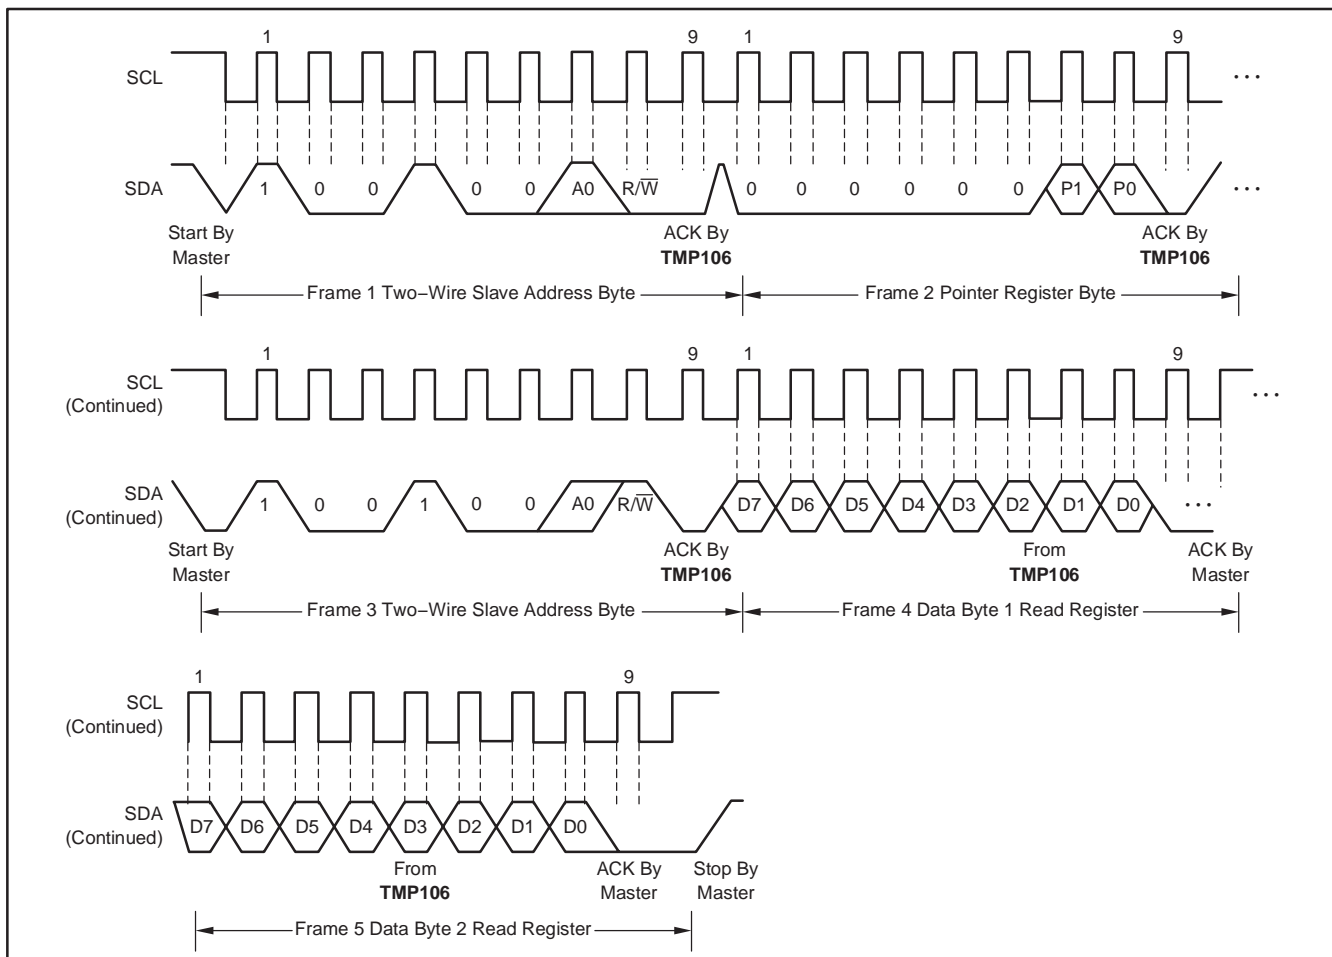 1 9 1 9
SCL ...
SDA 1 0 0 0 0 A0 R/W̅ 0 0 0 0 0 0 P1 P0 ...
Start By Master ACK By TMP106 ACK By TMP106
Frame 1 Two−Wire Slave Address Byte Frame 2 Pointer Register Byte
1 9 1 9
SCL (Continued) ...
SDA (Continued) 1 0 0 1 0 0 A0 R/W̅ D7 D6 D5 D4 D3 D2 D1 D0 ...
Start By Master ACK By TMP106 From TMP106 ACK By Master
Frame 3 Two−Wire Slave Address Byte Frame 4 Data Byte 1 Read Register
1 9
SCL (Continued)
SDA (Continued) D7 D6 D5 D4 D3 D2 D1 D0
From TMP106 ACK By Master Stop By Master
Frame 5 Data Byte 2 Read Register